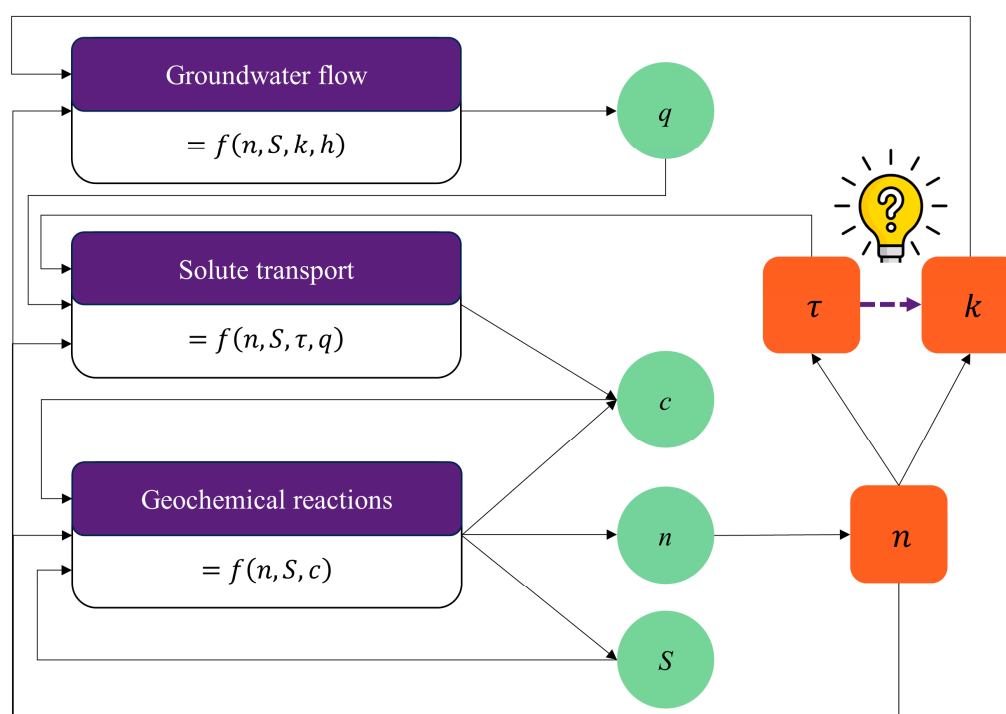 Groundwater flow
= f(n, S, k, h)
q
?
Solute transport
= f(n, S, τ, q)
τ
k
c
Geochemical reactions
= f(n, S, c)
n
n
S